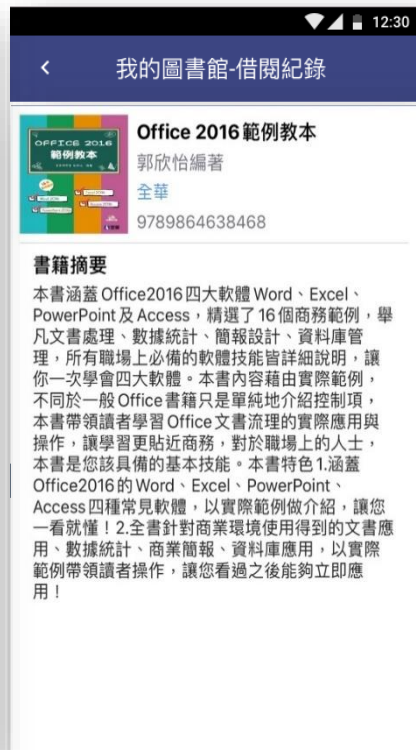 12:30
我的圖書館-借閱紀錄
OFFICE 2016
範例教本
Office 2016範例教本
郭欣怡編著
全華
9789864638468
書籍摘要
本書涵蓋Office2016四大軟體Word、Excel、
PowerPoint及Access，精選了16個商務範例，舉
凡文書處理、數據統計、簡報設計、資料庫管
理，所有職場上必備的軟體技能皆詳細說明，讓
你一次學會四大軟體。本書內容藉由實際範例，
不同於一般Office書籍只是單純地介紹控制項，
本書帶領讀者學習Office文書流理的實際應用與
操作，讓學習更貼近商務，對於職場上的人士，
本書是您該具備的基本技能。本書特色1.涵蓋
Office2016的Word、Excel、PowerPoint、
Access四種常見軟體，以實際範例做介紹，讓您
一看就懂！2.全書針對商業環境使用得到的文書應
用、數據統計、商業簡報、資料庫應用，以實際
範例帶領讀者操作，讓您看過之後能夠立即應
用！